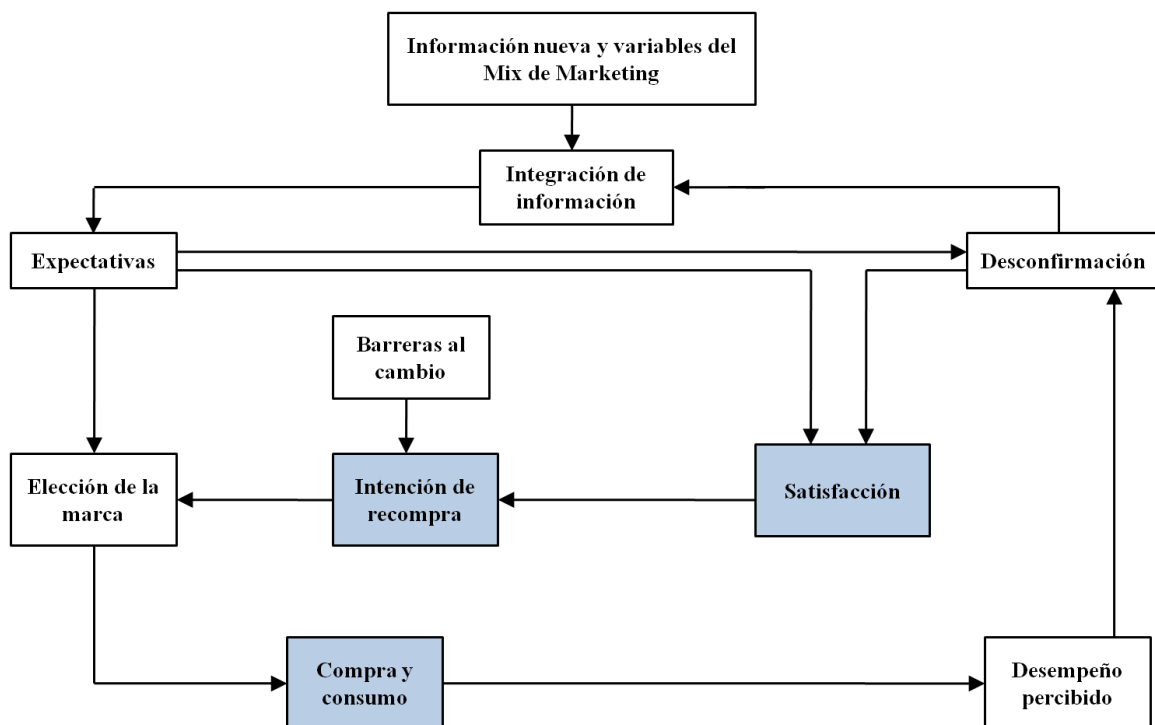 Información nueva y variables del
Mix de Marketing
Integración de
información
Expectativas
Desconfirmación
Barreras al
cambio
Elección de la
marca
Intención de
recompra
Satisfacción
Compra y
consumo
Desempeño
percibido